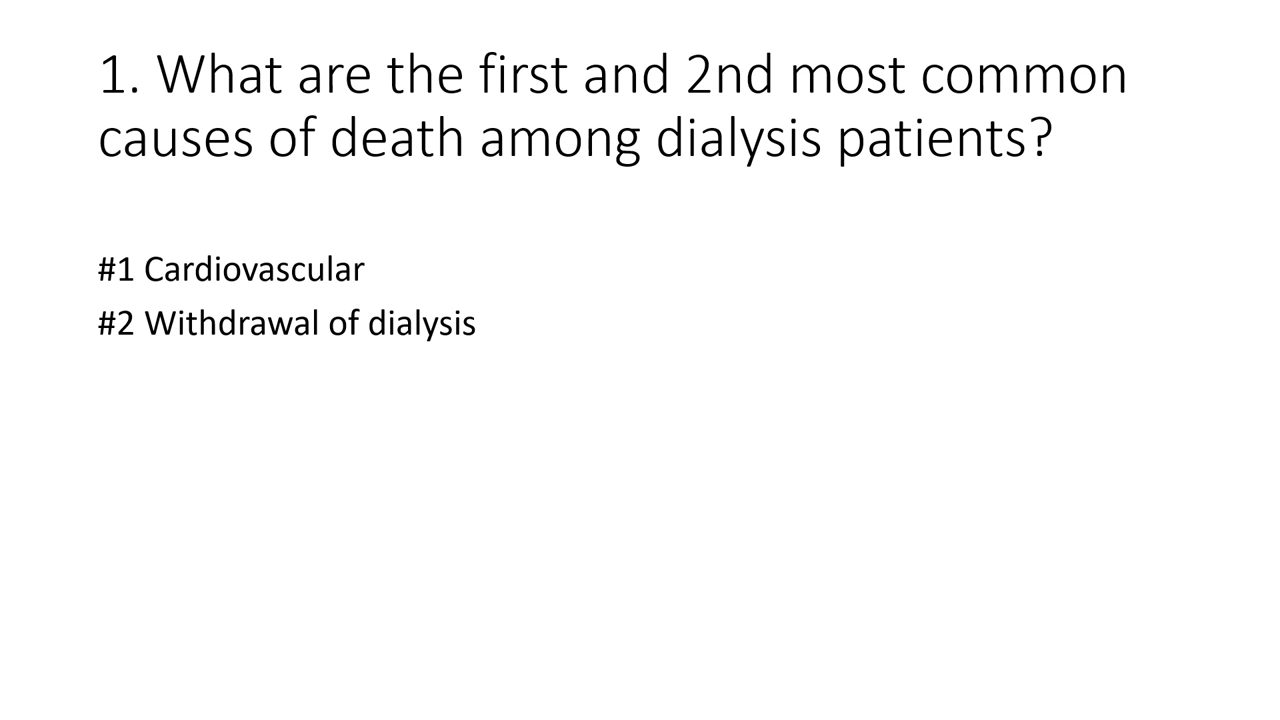 1. What are the first and 2nd most common
causes of death among dialysis patients?
#1 Cardiovascular
#2 Withdrawal of dialysis